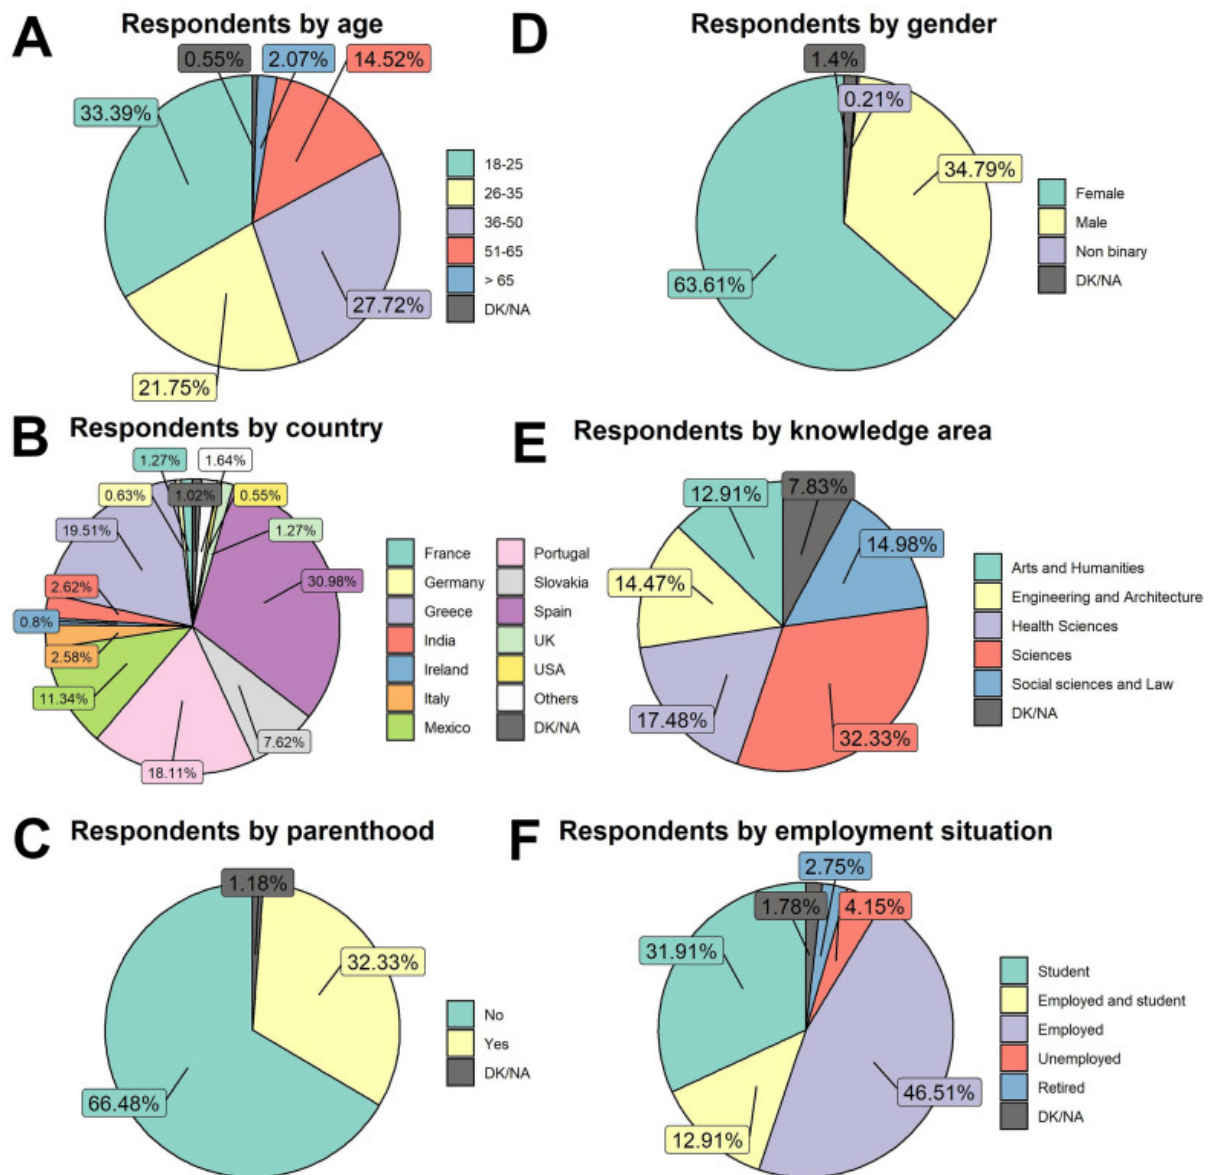 A
Respondents by age
0.55%
2.07%
14.52%
33.39%
27.72%
21.75%
18-25
26-35
36-50
51-65
> 65
DK/NA
D
Respondents by gender
1.4%
0.21%
34.79%
63.61%
Female
Male
Non binary
DK/NA
B
Respondents by country
1.27%
1.64%
0.63%
1.02%
0.55%
19.51%
1.27%
2.62%
30.98%
0.8%
2.58%
11.34%
7.62%
18.11%
France
Germany
Greece
India
Ireland
Italy
Mexico
Portugal
Slovakia
Spain
UK
USA
Others
DK/NA
E
Respondents by knowledge area
12.91%
7.83%
14.47%
14.98%
17.48%
32.33%
Arts and Humanities
Engineering and Architecture
Health Sciences
Sciences
Social sciences and Law
DK/NA
C
Respondents by parenthood
1.18%
32.33%
66.48%
No
Yes
DK/NA
F
Respondents by employment situation
2.75%
1.78%
4.15%
31.91%
46.51%
12.91%
Student
Employed and student
Employed
Unemployed
Retired
DK/NA